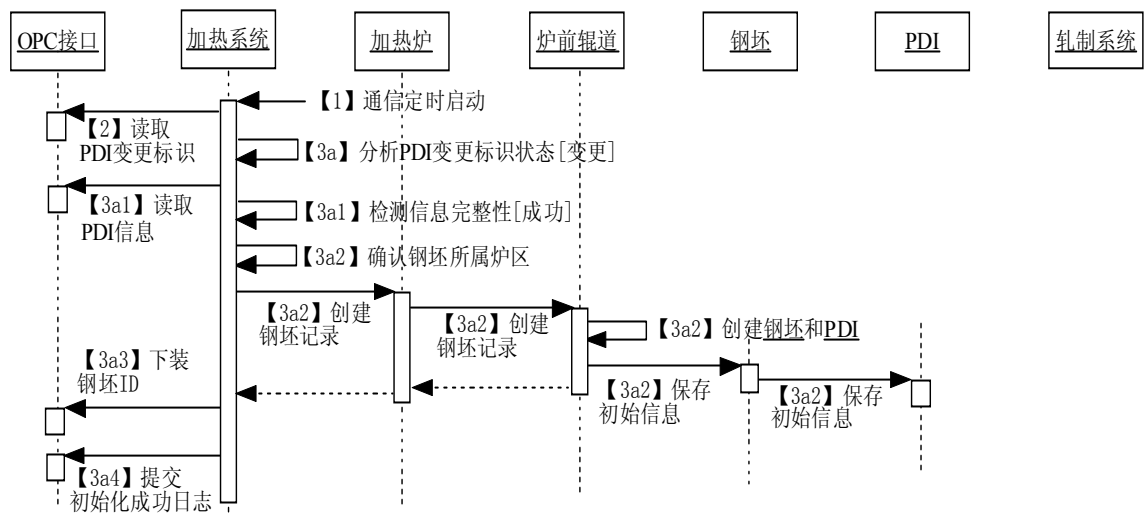 OPC接口
加热系统
加热炉
炉前辊道
钢坯
PDI
轧制系统
【1】通信定时启动
【2】读取
PDI变更标识
【3a】分析PDI变更标识状态[变更]
【3a1】读取
PDI信息
【3a1】检测信息完整性[成功]
【3a2】确认钢坯所属炉区
【3a2】创建
钢坯记录
【3a2】创建
钢坯记录
【3a2】创建钢坯和PDI
【3a3】下装
钢坯ID
【3a2】保存
初始信息
【3a2】保存
初始信息
【3a4】提交
初始化成功日志